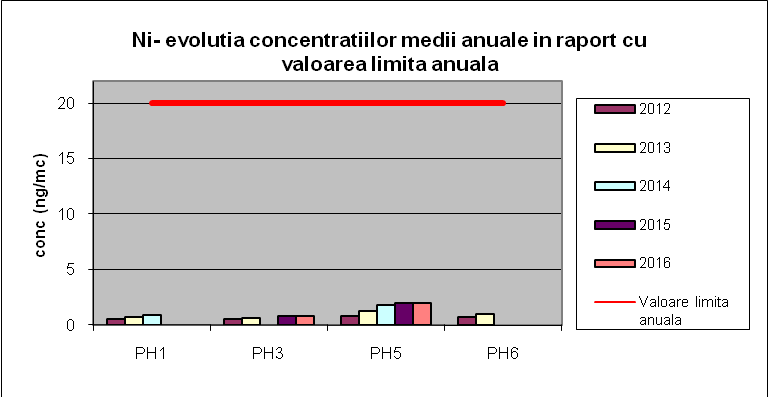 Ni- evolutia concentratiilor medii anuale in raport cu
valoarea limita anuala
conc (ng/mc)
20
15
10
5
0
PH1
PH3
PH5
PH6
2012
2013
2014
2015
2016
Valoare limita
anuala